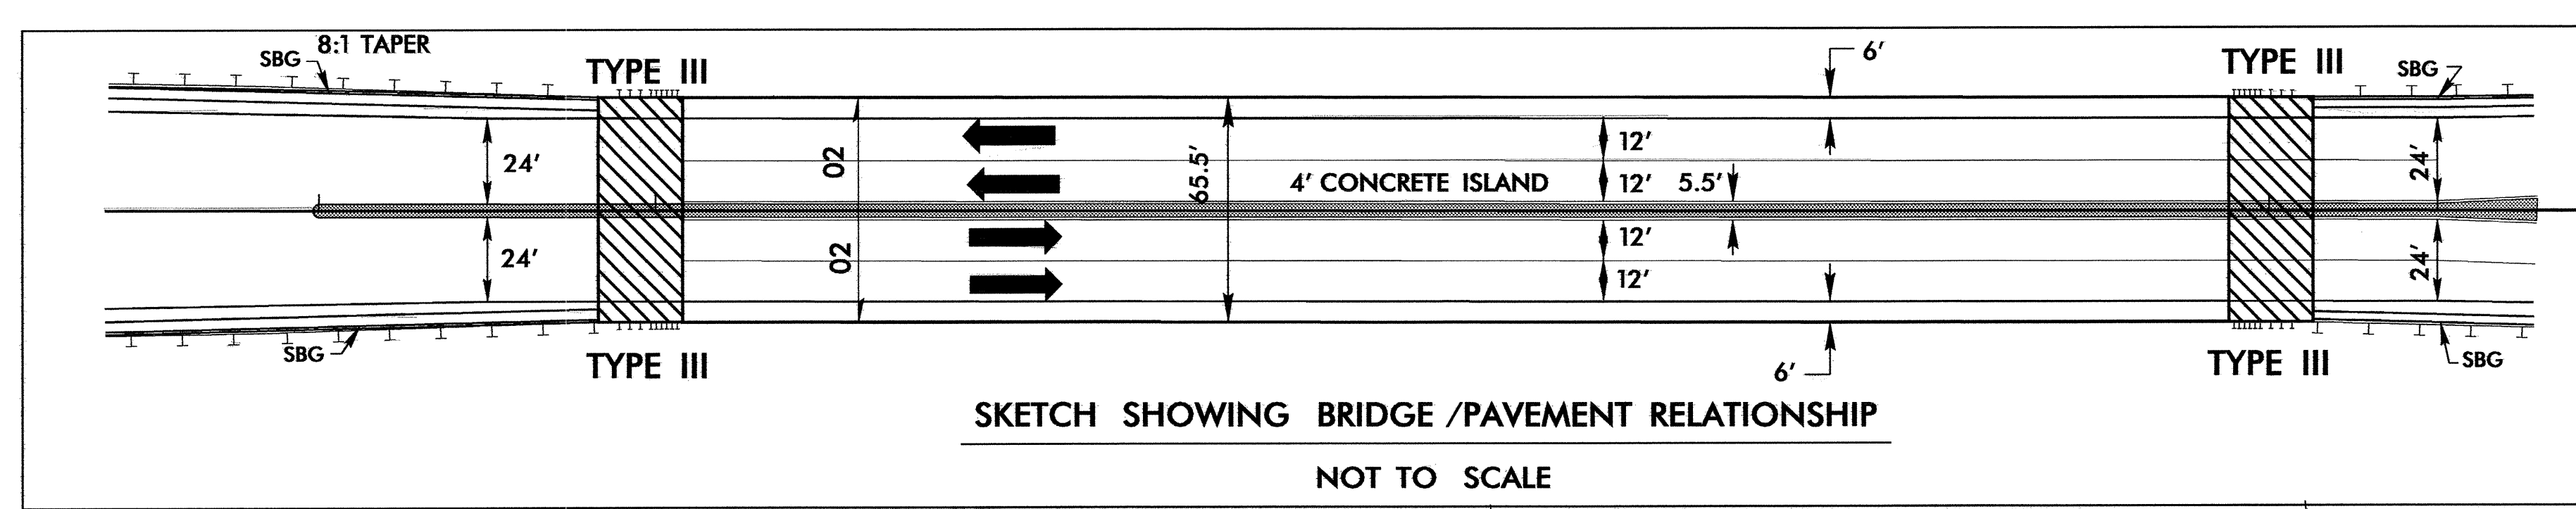 8:1 TAPER
SBG
TYPE III
6'
TYPE III
SBG
24'
02
65.5'
12'
4' CONCRETE ISLAND
12'
5.5'
24'
24'
02
12'
12'
24'
SBG
TYPE III
6'
TYPE III
SBG
SKETCH SHOWING BRIDGE /PAVEMENT RELATIONSHIP
NOT TO SCALE